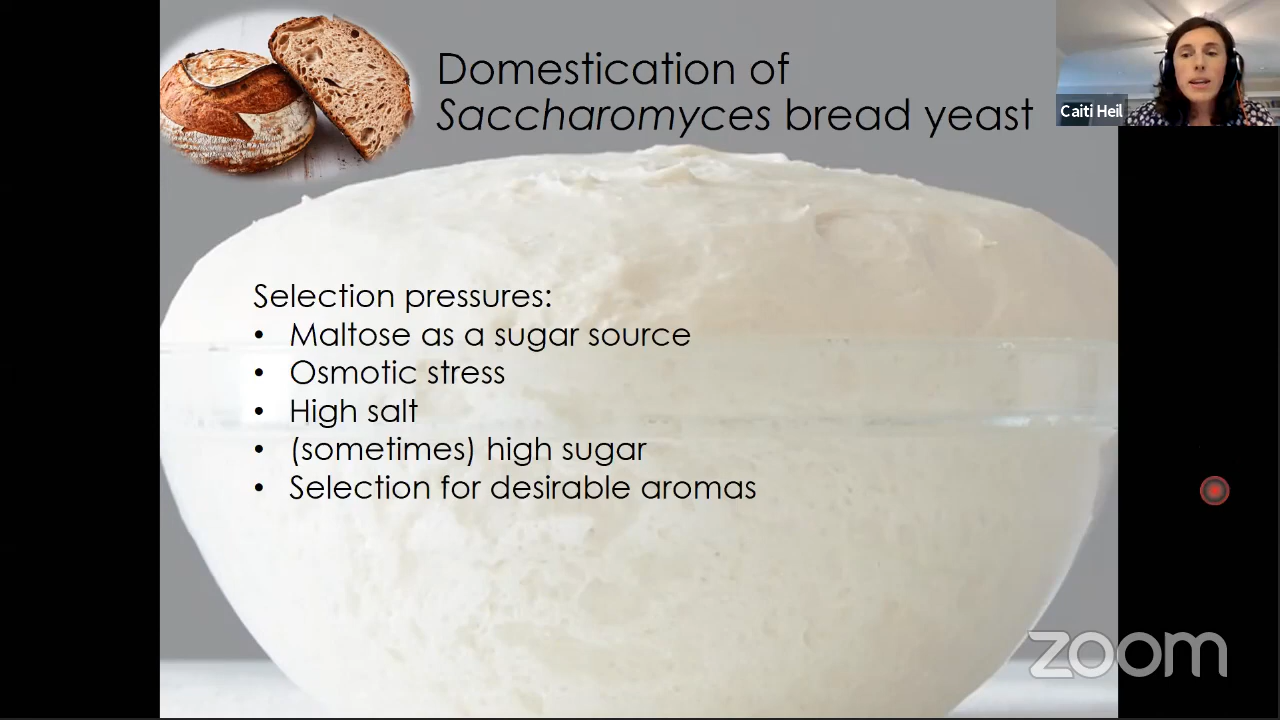 Domestication of
Saccharomyces bread yeast
Caiti Heil
Selection pressures:
• Maltose as a sugar source
• Osmotic stress
• High salt
• (sometimes) high sugar
• Selection for desirable aromas
zoom